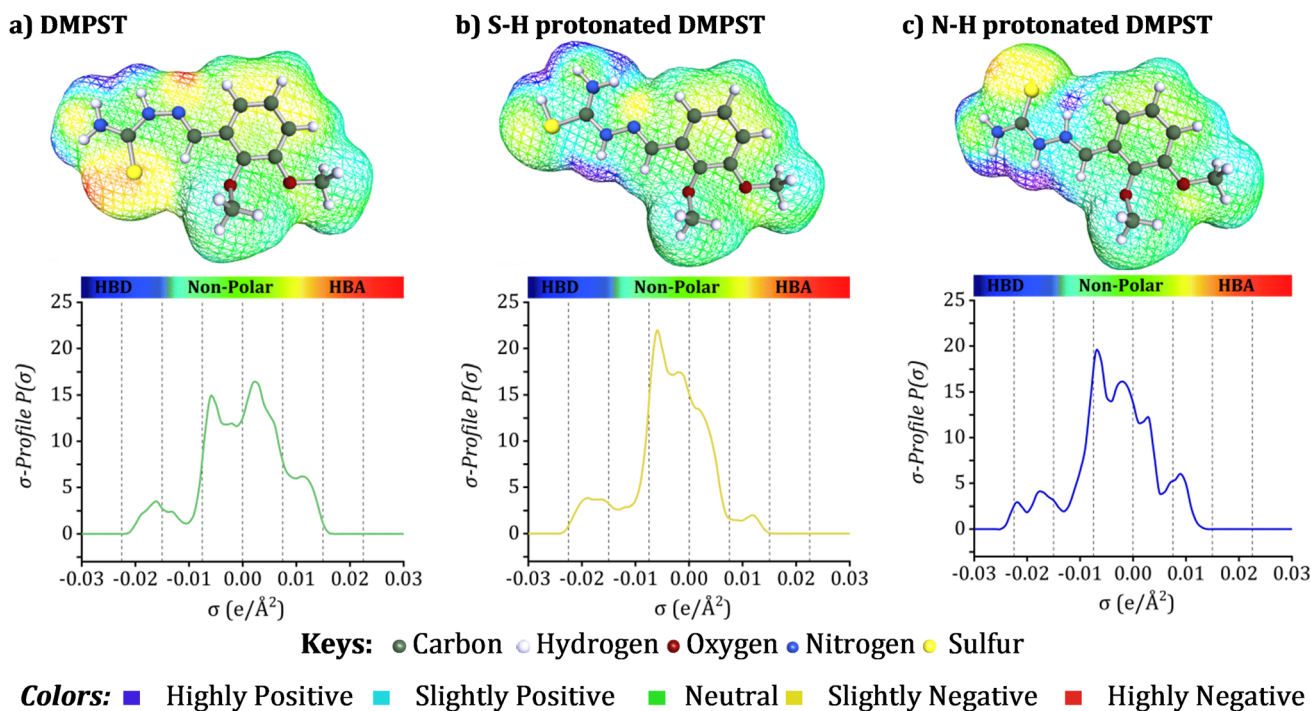 a) DMPST
b) S-H protonated DMPST
c) N-H protonated DMPST
HBD Non-Polar HBA
25
20
15
10
5
0
σ-Profile P(σ)
-0.03 -0.02 -0.01 0.00 0.01 0.02 0.03
σ (e/Å²)
HBD Non-Polar HBA
25
20
15
10
5
0
σ-Profile P(σ)
-0.03 -0.02 -0.01 0.00 0.01 0.02 0.03
σ (e/Å²)
HBD Non-Polar HBA
25
20
15
10
5
0
σ-Profile P(σ)
-0.03 -0.02 -0.01 0.00 0.01 0.02 0.03
σ (e/Å²)
Keys: Carbon Hydrogen Oxygen Nitrogen Sulfur
Colors: Highly Positive Slightly Positive Neutral Slightly Negative Highly Negative